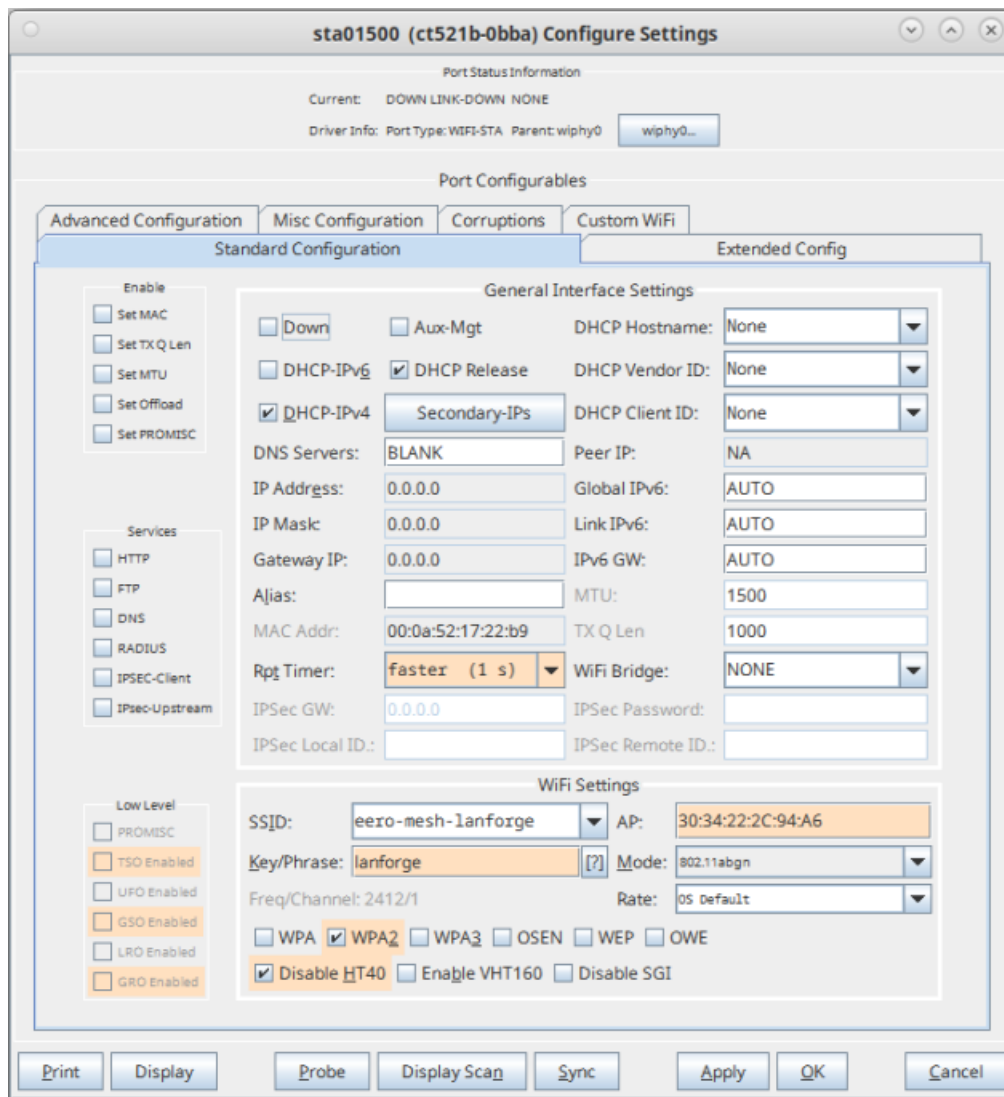 sta01500 (ct521b-0bba) Configure Settings
Port Status Information
Current: DOWN LINK-DOWN NONE
Driver Info: Port Type: WIFI-STA Parent: wiphy0 wiphy0...
Port Configurables
Advanced Configuration Misc Configuration Corruptions Custom WiFi
Standard Configuration Extended Config
Enable
Set MAC
Set TX Q Len
Set MTU
Set Offload
Set PROMISC
Services
HTTP
FTP
DNS
RADIUS
IPSEC-Client
IPsec-Upstream
Low Level
PROMISC
TSO Enabled
UFO Enabled
GSO Enabled
LRO Enabled
GRO Enabled
General Interface Settings
Down Aux-Mgt DHCP Hostname: None
DHCP-IPv6 DHCP Release DHCP Vendor ID: None
DHCP-IPv4 Secondary-IPs DHCP Client ID: None
DNS Servers: BLANK Peer IP: NA
IP Address: 0.0.0.0 Global IPv6: AUTO
IP Mask: 0.0.0.0 Link IPv6: AUTO
Gateway IP: 0.0.0.0 IPv6 GW: AUTO
Alias: MTU: 1500
MAC Addr: 00:0a:52:17:22:b9 TX Q Len 1000
Rpt Timer: faster (1 s) WiFi Bridge: NONE
IPSec GW: 0.0.0.0 IPSec Password:
IPSec Local ID.: IPSec Remote ID.:
WiFi Settings
SSID: eero-mesh-lanforge AP: 30:34:22:2C:94:A6
Key/Phrase: lanforge [?] Mode: 802.11abgn
Freq/Channel: 2412/1 Rate: OS Default
WPA WPA2 WPA3 OSEN WEP OWE
Disable HT40 Enable VHT160 Disable SGI
Print Display Probe Display Scan Sync Apply OK Cancel